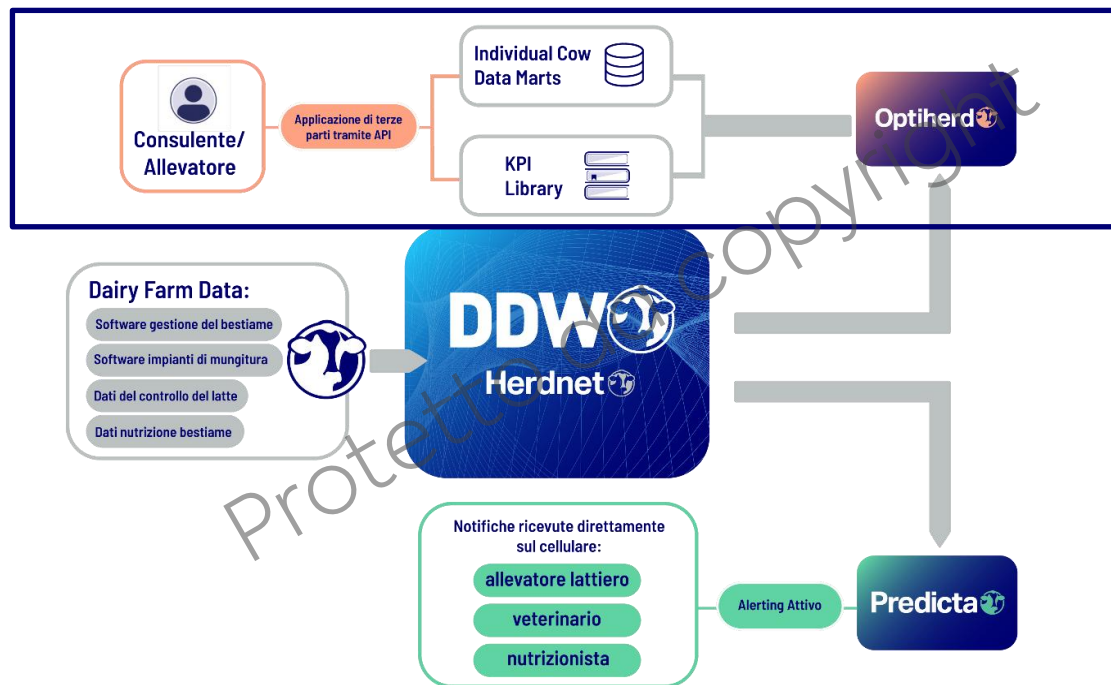 Individual Cow
Data Marts
Consulente/
Allevatore
Applicazione di terze
parti tramite API
KPI
Library
Optiherd
Dairy Farm Data:
Software gestione del bestiame
Software impianti di mungitura
Dati del controllo del latte
Dati nutrizione bestiame
DDW
Herdnet
Notifiche ricevute direttamente
sul cellulare:
allevatore lattiero
veterinario
nutrizionista
Alerting Attivo
Predicta
Protetto da copyright